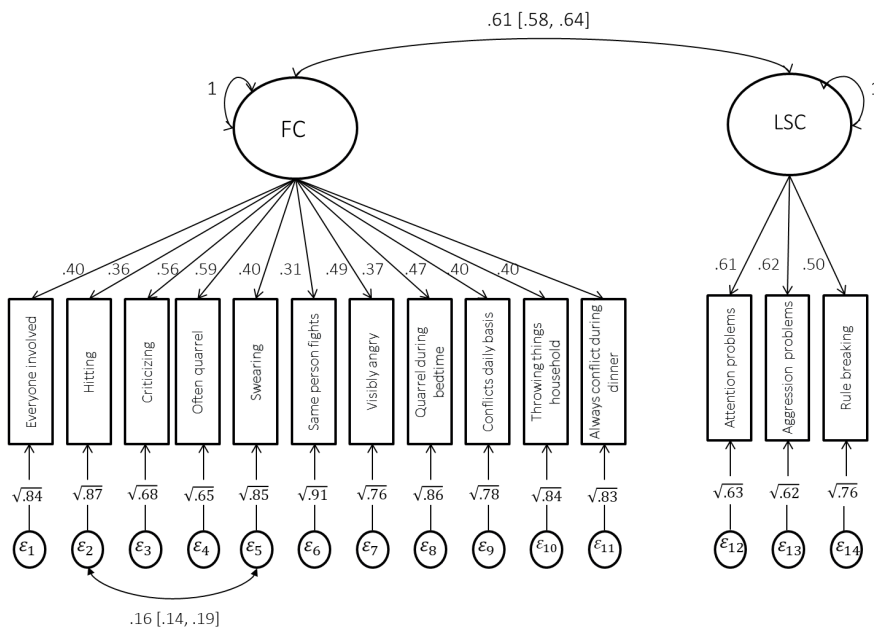 .61 [.58, .64]
1
FC
1
LSC
.40
.36
.56
.59
.40
.31
.49
.37
.47
.40
.40
.61
.62
.50
Everyone involved
Hitting
Criticizing
Often quarrel
Swearing
Same person fights
Visibly angry
Quarrel during
bedtime
Conflicts daily basis
Throwing things
household
Always conflict during
dinner
Attention problems
Aggression problems
Rule breaking
√.84
√.87
√.68
√.65
√.85
√.91
√.76
√.86
√.78
√.84
√.83
√.63
√.62
√.76
ε₁
ε₂
ε₃
ε₄
ε₅
ε₆
ε₇
ε₈
ε₉
ε₁₀
ε₁₁
ε₁₂
ε₁₃
ε₁₄
.16 [.14, .19]